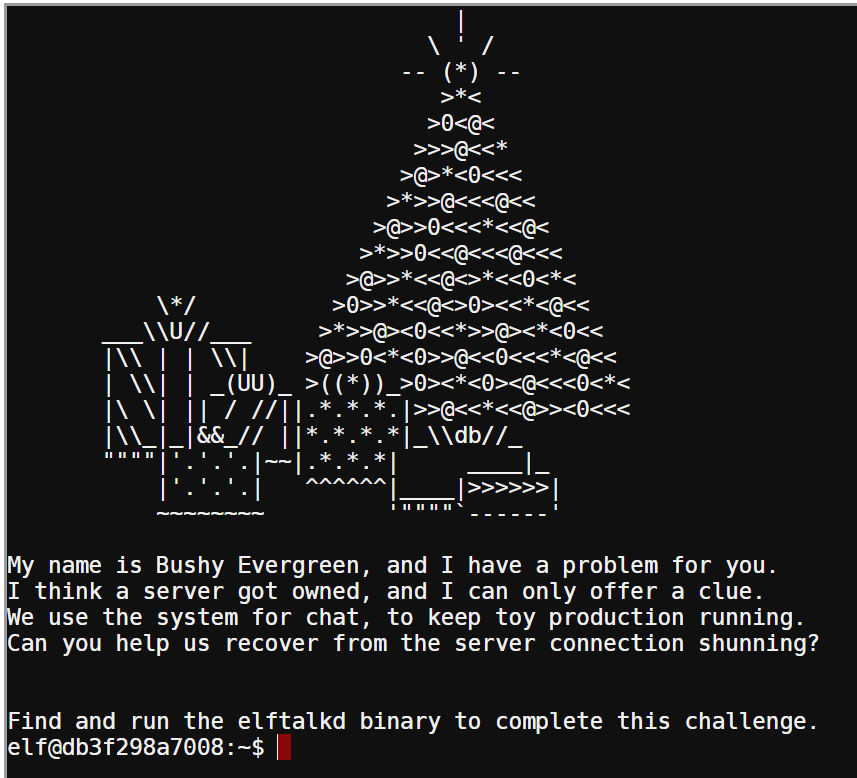 |
\ ' /
-- (*) --
>*<
>0<@<
>>>@<<*
>@>*<0<<<
>*>>@<<<@<<
>@>>0<<<*<<@<
>*>>0<<@<<<@<<<
>@>>*<<@<>*<<0<*<
\*/ >0>>*<<@<>0><<*<@<<
___\\U//___ >*>>@><0<<*>>@><*<0<<
|\\ | | \\| >@>>0<*<0>>@<<0<<<*<@<<
| \\| | _(UU)_ >((*))_>0><*<0><@<<<0<*<
|\ \| || / //||.*.*.*.|>>@<<*<<@>><0<<<
|\\_|_|&&_// ||*.*.*.*|_\\db//_
""""|'.'.'.|~~|.*.*.*| ____|_
|'.'.'.| ^^^^^^|____|>>>>>>|
~~~~~~~~ '""""`------'
My name is Bushy Evergreen, and I have a problem for you.
I think a server got owned, and I can only offer a clue.
We use the system for chat, to keep toy production running.
Can you help us recover from the server connection shunning?
Find and run the elftalkd binary to complete this challenge.
elf@db3f298a7008:~$